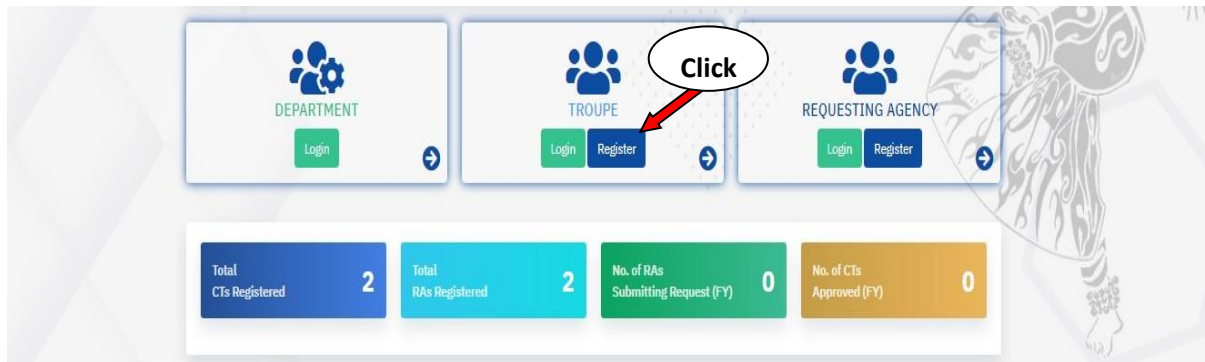 Click
DEPARTMENT
Login
TROUPE
Login Register
REQUESTING AGENCY
Login Register
Total
CTs Registered
2
Total
RAs Registered
2
No. of RAs
Submitting Request (FY)
0
No. of CTs
Approved (FY)
0